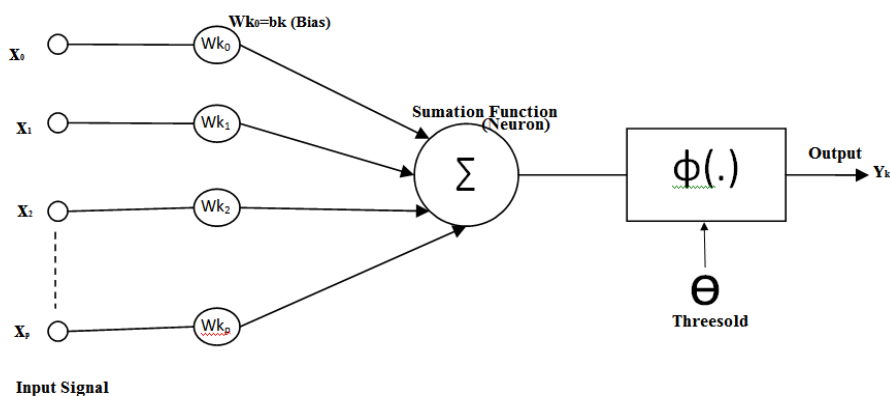 Wk₀=bk (Bias)
X₀
Wk₀
X₁
Wk₁
Sumation Function
(Neuron)
Σ
ϕ(.)
Output
Yₖ
X₂
Wk₂
Xₚ
Wkₚ
ϴ
Threesold
Input Signal